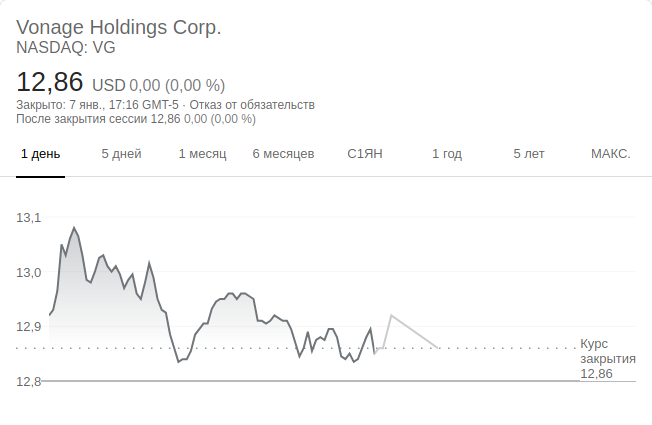 Vonage Holdings Corp.
NASDAQ: VG
12,86 USD 0,00 (0,00 %)
Закрыто: 7 янв., 17:16 GMT-5 · Отказ от обязательств
После закрытия сессии 12,86 0,00 (0,00 %)
1 день 5 дней 1 месяц 6 месяцев С1ЯН 1 год 5 лет МАКС.
13,1
13,0
12,9
Курс
закрытия
12,86
12,8